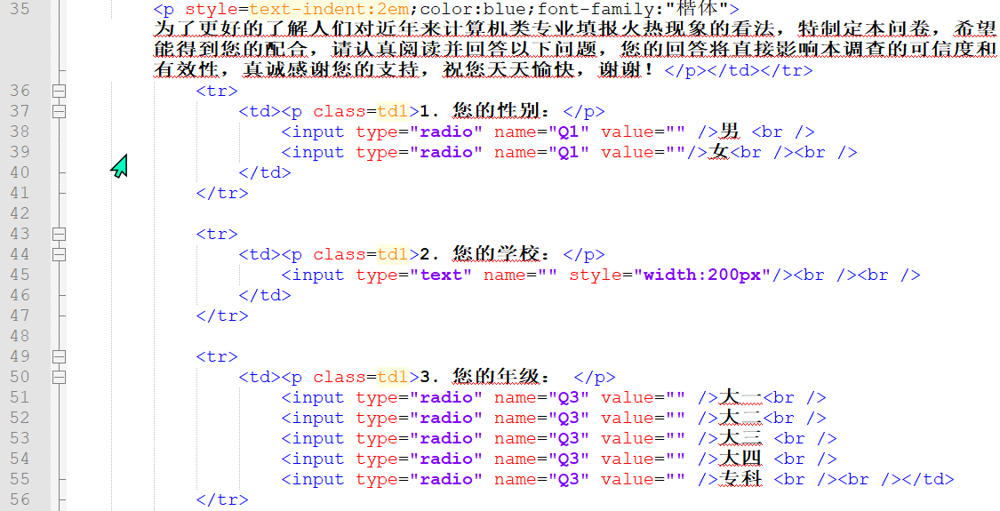 35 <p style=text-indent:2em;color:blue;font-family:"楷体">
为了更好的了解人们对近年来计算机类专业填报火热现象的看法，特制定本问卷，希望
能得到您的配合，请认真阅读并回答以下问题，您的回答将直接影响本调查的可信度和
有效性，真诚感谢您的支持，祝您天天愉快，谢谢！</p></td></tr>
36 <tr>
37 <td><p class=td1>1. 您的性别：</p>
38 <input type="radio" name="Q1" value="" />男 <br />
39 <input type="radio" name="Q1" value=""/>女<br /><br />
40 </td>
41 </tr>
42
43 <tr>
44 <td><p class=td1>2. 您的学校：</p>
45 <input type="text" name="" style="width:200px"/><br /><br />
46 </td>
47 </tr>
48
49 <tr>
50 <td><p class=td1>3. 您的年级： </p>
51 <input type="radio" name="Q3" value="" />大一<br />
52 <input type="radio" name="Q3" value="" />大二<br />
53 <input type="radio" name="Q3" value="" />大三 <br />
54 <input type="radio" name="Q3" value="" />大四 <br />
55 <input type="radio" name="Q3" value="" />专科 <br /><br /></td>
56 </tr>